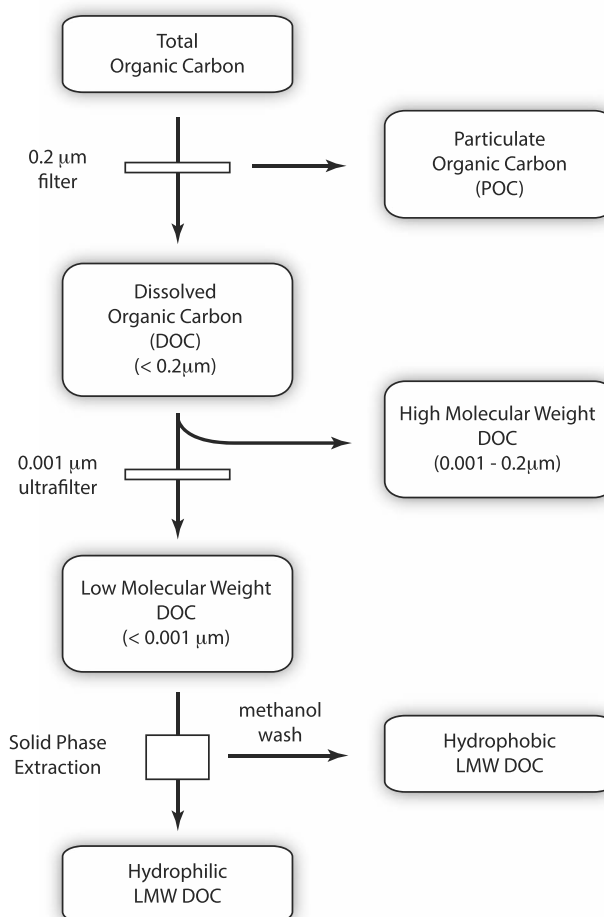 Total
Organic Carbon
0.2 μm
filter
Particulate
Organic Carbon
(POC)
Dissolved
Organic Carbon
(DOC)
(< 0.2μm)
High Molecular Weight
DOC
(0.001 - 0.2μm)
0.001 μm
ultrafilter
Low Molecular Weight
DOC
(< 0.001 μm)
methanol
wash
Solid Phase
Extraction
Hydrophobic
LMW DOC
Hydrophilic
LMW DOC